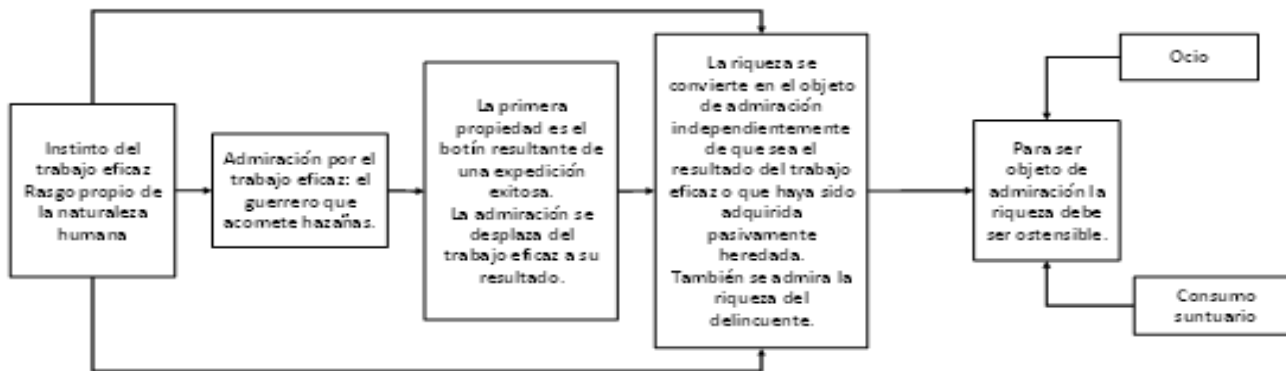 Instinto del
trabajo eficaz
Rasgo propio de
la naturaleza
humana
Admiración por el
trabajo eficaz: el
guerrero que
acomete hazañas.
La primera
propiedad es el
botín resultante de
una expedición
exitosa.
La admiración se
desplaza del
trabajo eficaz a su
resultado.
La riqueza se
convierte en el objeto
de admiración
independientemente
de que sea el
resultado del trabajo
eficaz o que haya sido
adquirida
pasivamente
heredada.
También se admira la
riqueza del
delincuente.
Para ser
objeto de
admiración la
riqueza debe
ser ostensible.
Ocio
Consumo
suntuario